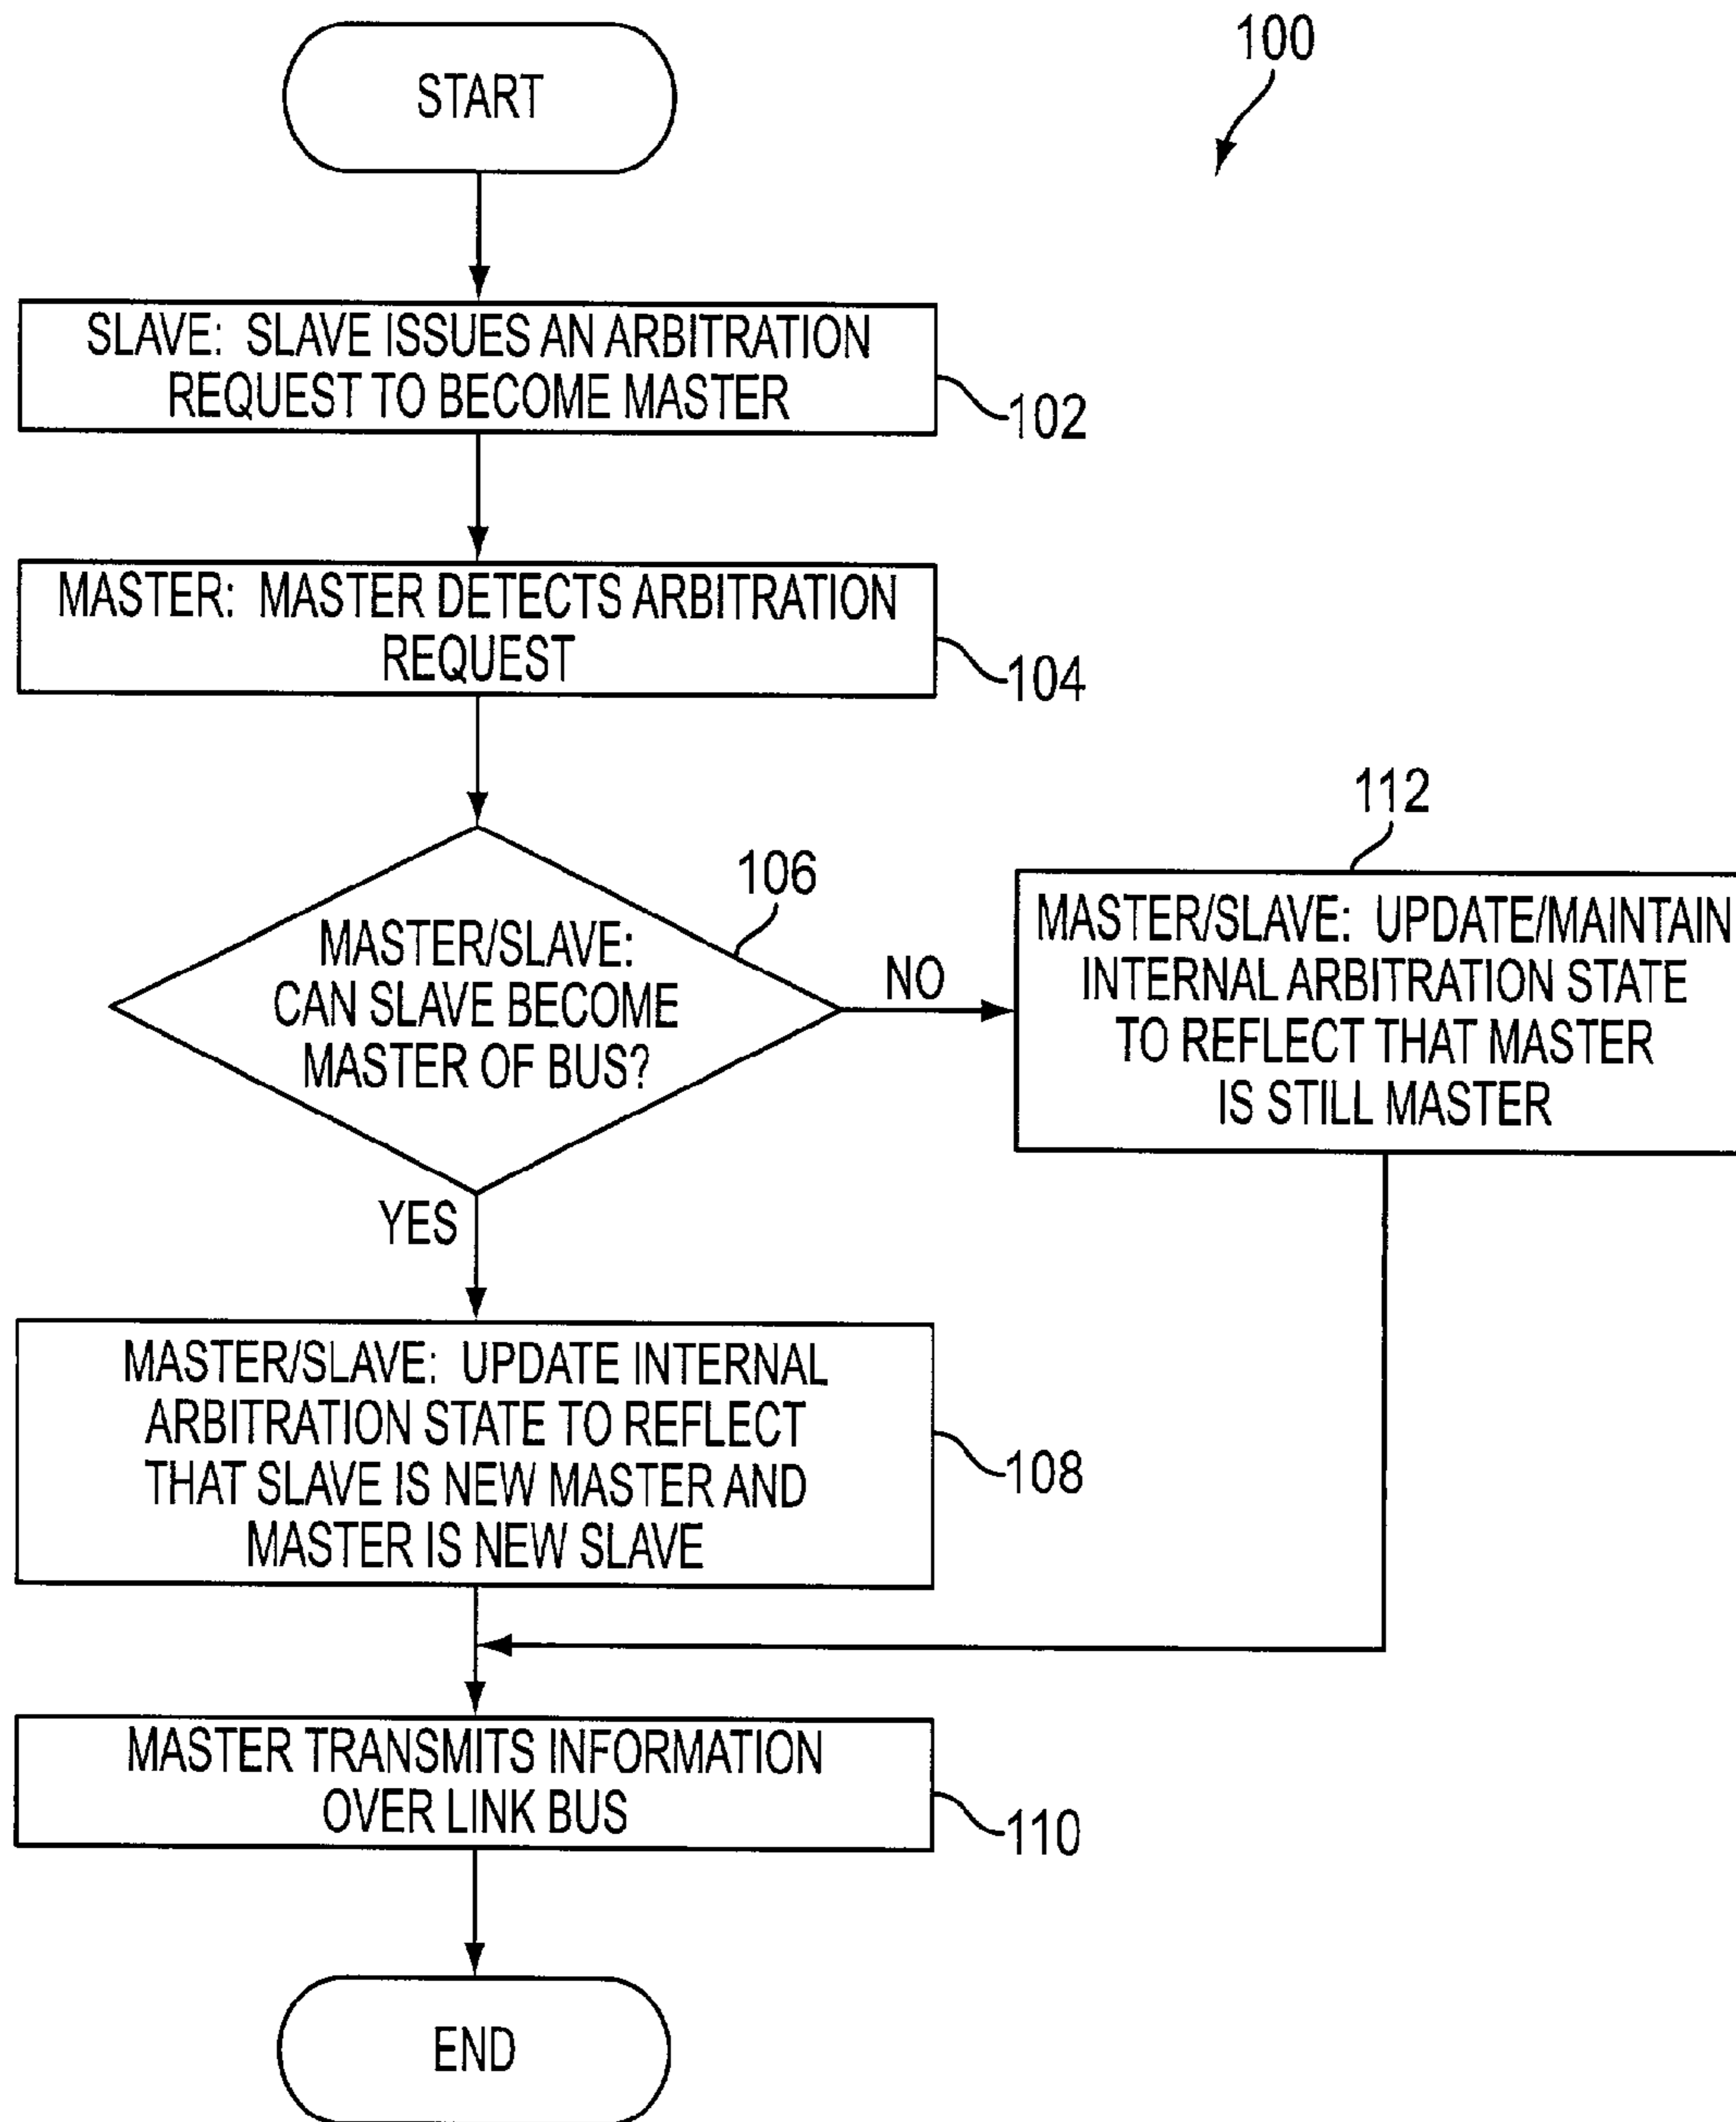 100
START
SLAVE: SLAVE ISSUES AN ARBITRATION
REQUEST TO BECOME MASTER
102
MASTER: MASTER DETECTS ARBITRATION
REQUEST
104
106
MASTER/SLAVE:
CAN SLAVE BECOME
MASTER OF BUS?
NO
112
MASTER/SLAVE: UPDATE/MAINTAIN
INTERNAL ARBITRATION STATE
TO REFLECT THAT MASTER
IS STILL MASTER
YES
MASTER/SLAVE: UPDATE INTERNAL
ARBITRATION STATE TO REFLECT
THAT SLAVE IS NEW MASTER AND
MASTER IS NEW SLAVE
108
MASTER TRANSMITS INFORMATION
OVER LINK BUS
110
END